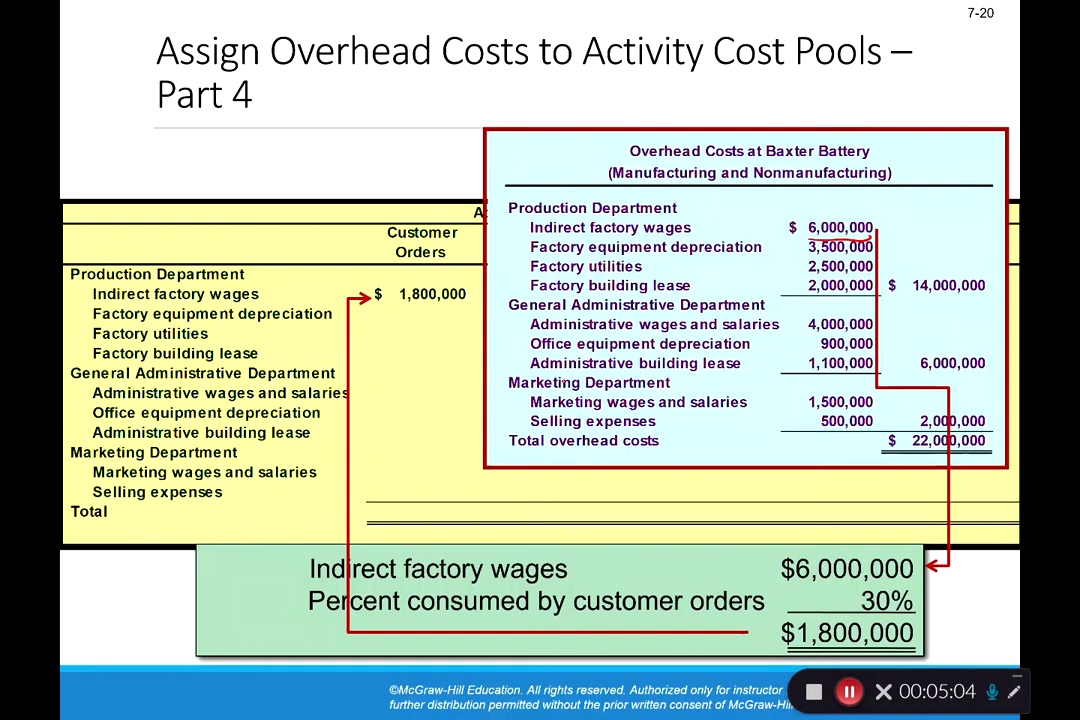 7-20
Assign Overhead Costs to Activity Cost Pools –
Part 4
Overhead Costs at Baxter Battery
(Manufacturing and Nonmanufacturing)
Production Department
Indirect factory wages $ 6,000,000
Factory equipment depreciation 3,500,000
Factory utilities 2,500,000
Factory building lease 2,000,000 $ 14,000,000
General Administrative Department
Administrative wages and salaries 4,000,000
Office equipment depreciation 900,000
Administrative building lease 1,100,000 6,000,000
Marketing Department
Marketing wages and salaries 1,500,000
Selling expenses 500,000 2,000,000
Total overhead costs $ 22,000,000
A
Customer
Orders
Production Department
Indirect factory wages $ 1,800,000
Factory equipment depreciation
Factory utilities
Factory building lease
General Administrative Department
Administrative wages and salaries
Office equipment depreciation
Administrative building lease
Marketing Department
Marketing wages and salaries
Selling expenses
Total
Indirect factory wages $6,000,000
Percent consumed by customer orders 30%
$1,800,000
©McGraw-Hill Education. All rights reserved. Authorized only for instructor
further distribution permitted without the prior written consent of McGraw-Hil
00:05:04